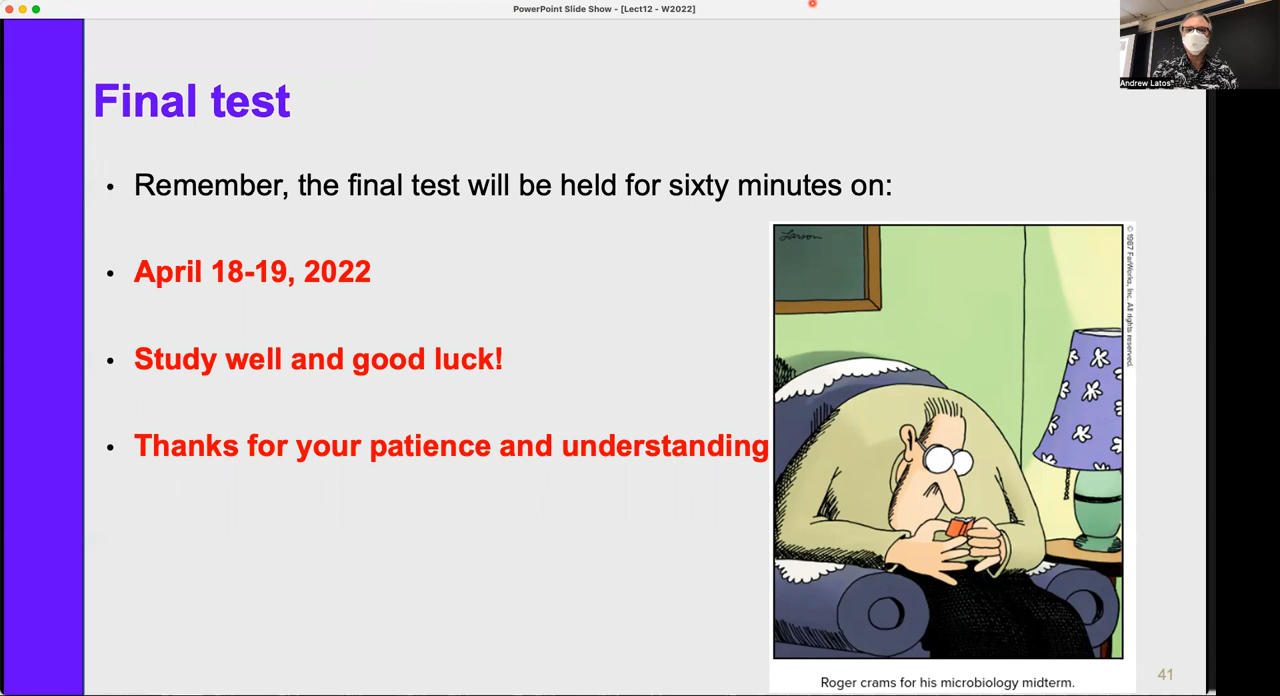 PowerPoint Slide Show - [Lect12 - W2022]
Andrew Latos*
Final test
• Remember, the final test will be held for sixty minutes on:
• April 18-19, 2022
• Study well and good luck!
• Thanks for your patience and understanding
Larson
© 1987 FarWorks, Inc. All rights reserved.
Roger crams for his microbiology midterm.
41